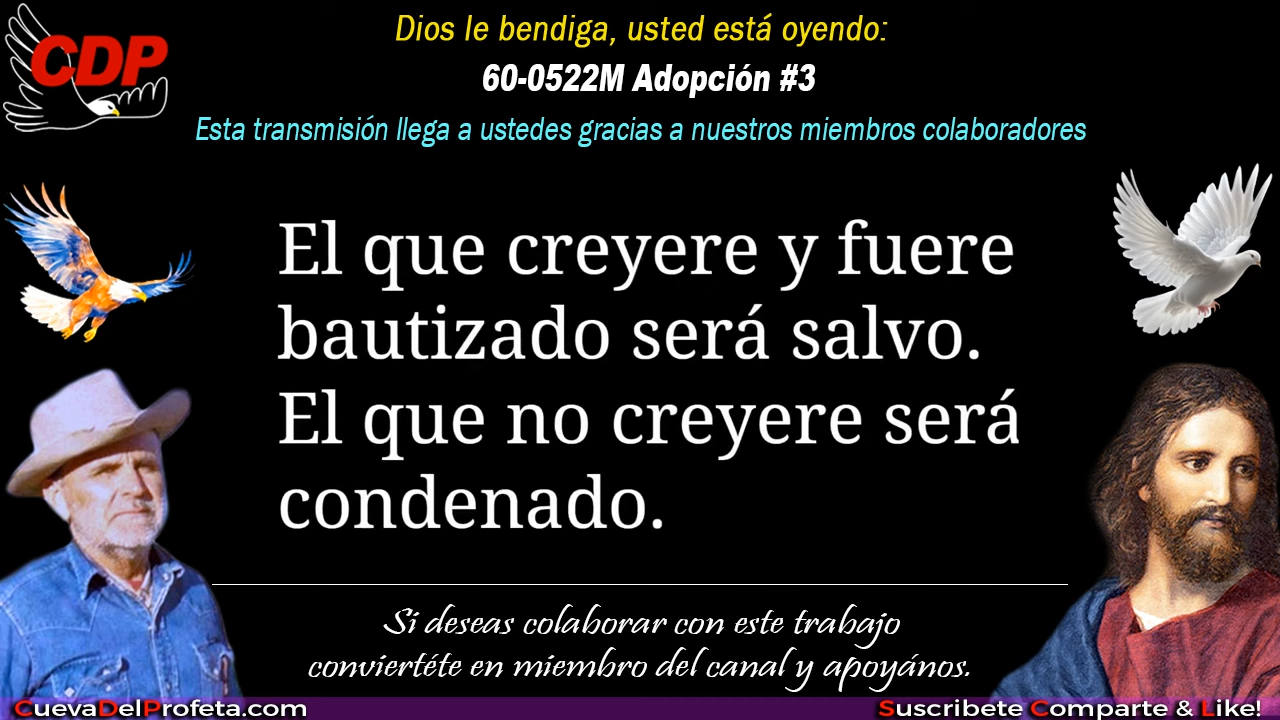 CDP
Dios le bendiga, usted está oyendo:
60-0522M Adopción #3
Esta transmisión llega a ustedes gracias a nuestros miembros colaboradores
El que creyere y fuere
bautizado será salvo.
El que no creyere será
condenado.
Si deseas colaborar con este trabajo
conviertéte en miembro del canal y apoyános.
CuevaDelProfeta.com
Suscribete Comparte & Like!